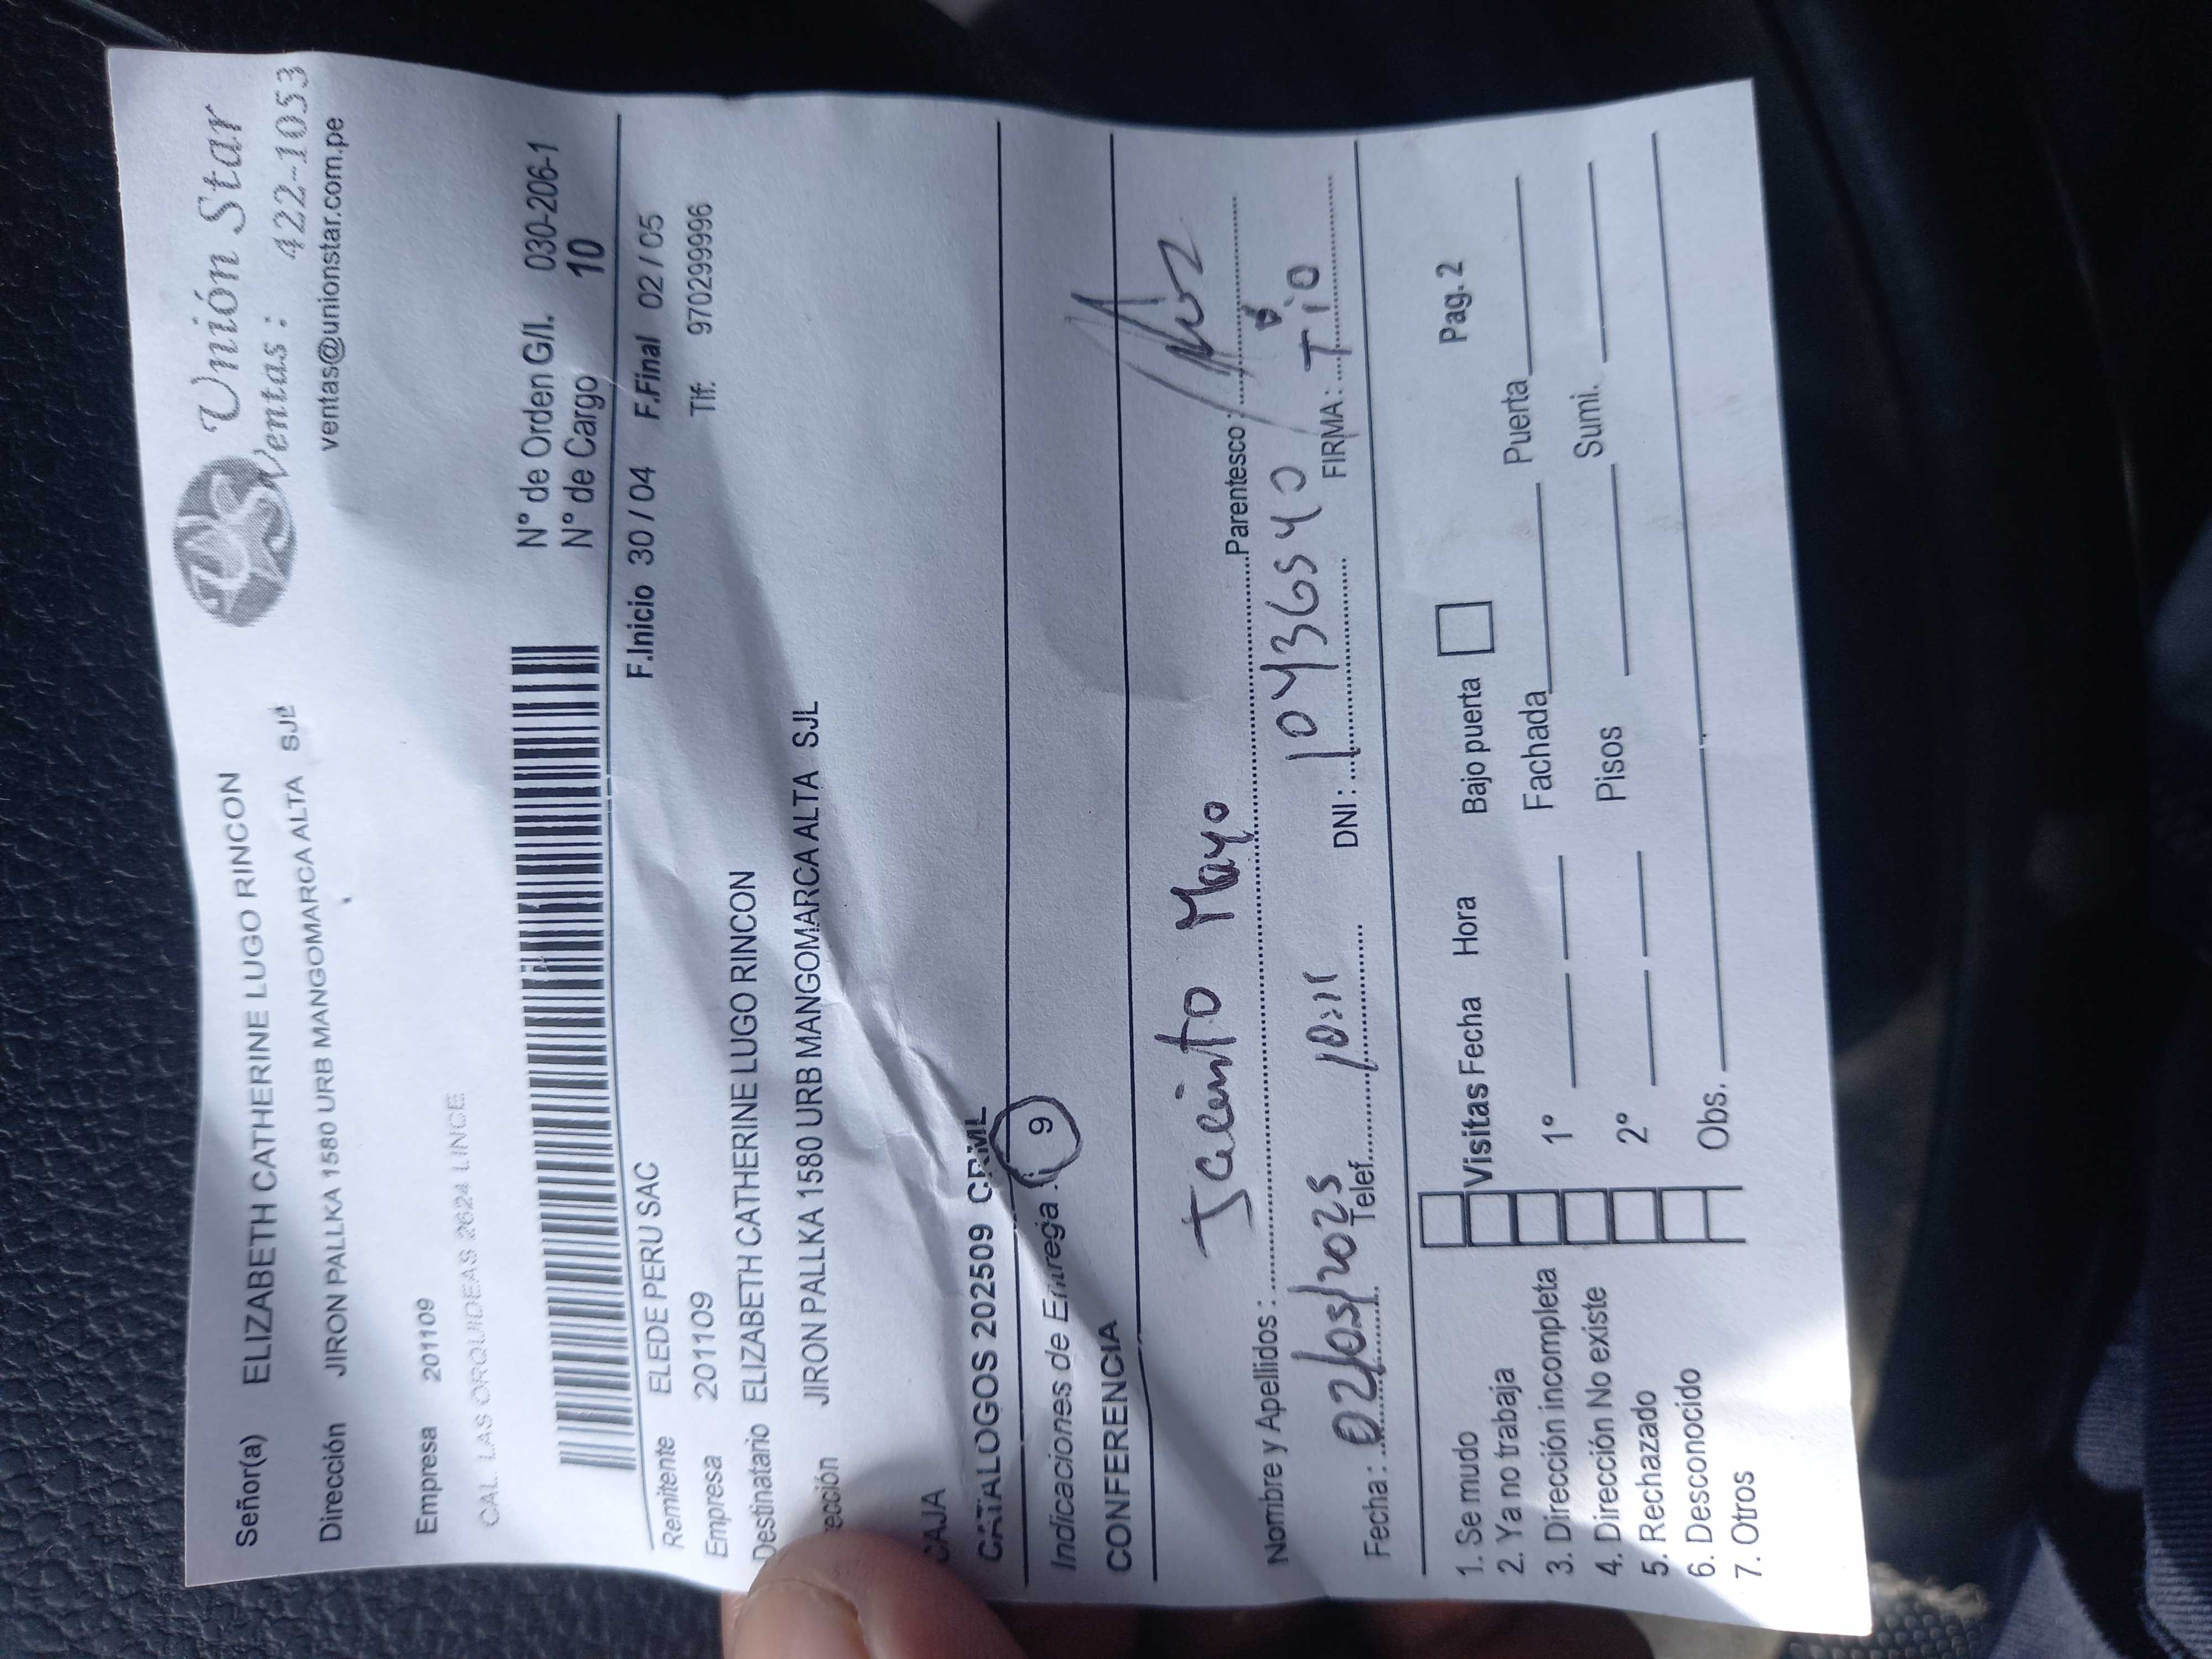 Unión Star
Ventas: 422-1053
ventas@unionstar.com.pe
Señor(a) ELIZABETH CATHERINE LUGO RINCON
Dirección JIRON PALLKA 1580 URB MANGOMARCA ALTA SJL
Empresa 201109
CAL. LAS ORQUIDEAS 2624 LINCE
N° de Orden G/I. 030-206-1
N° de Cargo 10
F.Inicio 30 / 04 F.Final 02 / 05
Remitente ELEDE PERU SAC
Empresa 201109 Tlf: 970299996
Destinatario ELIZABETH CATHERINE LUGO RINCON
ección JIRON PALLKA 1580 URB MANGOMARCA ALTA SJL
CAJA
CATALOGOS 202509 CRML
Indicaciones de Entrega : 9
CONFERENCIA
Nombre y Apellidos: Jacinto Mayo Parentesco: Tio
Fecha: 02/05/2025 Telef. 10:11 DNI: 10436540 FIRMA:
1. Se mudo
2. Ya no trabaja
3. Dirección incompleta
4. Dirección No existe
5. Rechazado
6. Desconocido
7. Otros
Visitas Fecha Hora Bajo puerta Pag. 2
1° Fachada Puerta
2° Pisos Sumi.
Obs.